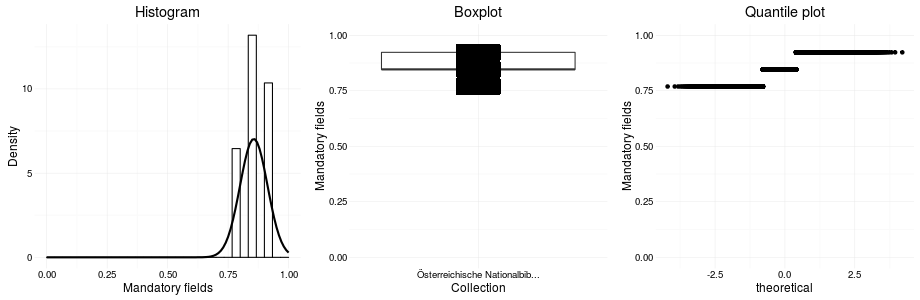 Histogram
Density
10
5
0
0.00 0.25 0.50 0.75 1.00
Mandatory fields
Boxplot
Mandatory fields
1.00
0.75
0.50
0.25
0.00
Österreichische Nationalbib...
Collection
Quantile plot
Mandatory fields
1.00
0.75
0.50
0.25
0.00
-2.5 0.0 2.5
theoretical